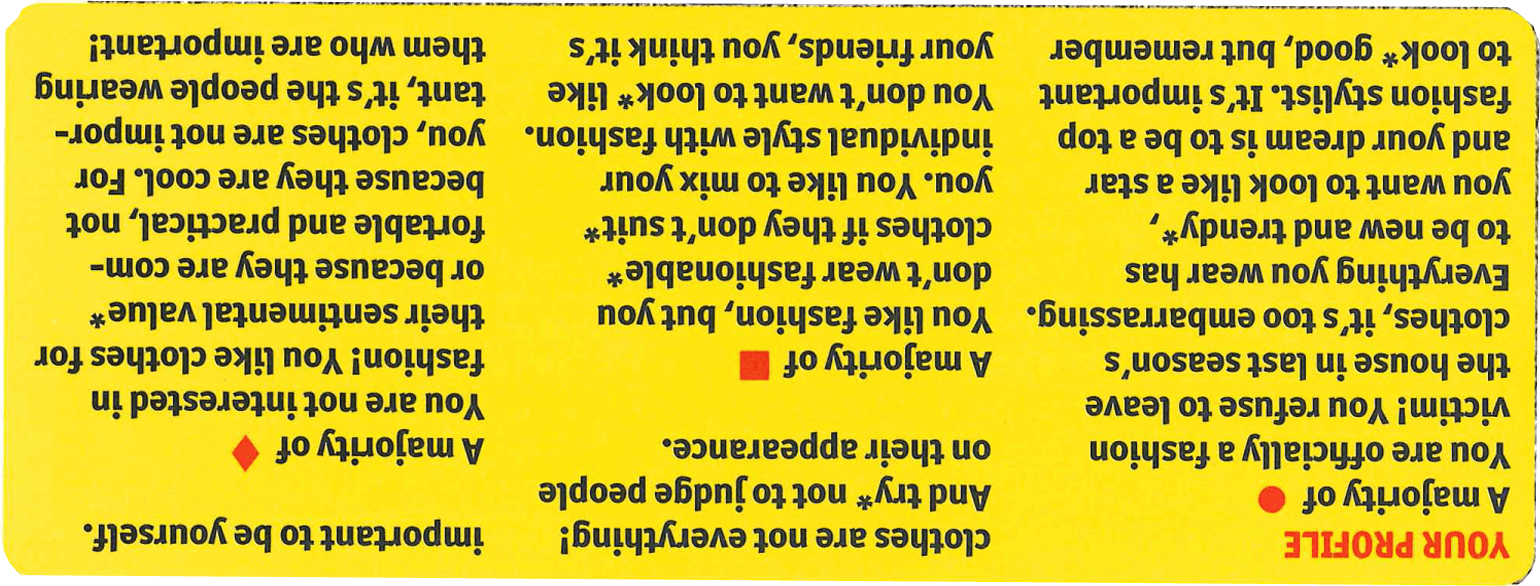 YOUR PROFILE
A majority of ●
You are officially a fashion
victim! You refuse to leave
the house in last season's
clothes, it's too embarrassing.
Everything you wear has
to be new and trendy*,
you want to look like a star
and your dream is to be a top
fashion stylist. It's important
to look* good, but remember
clothes are not everything!
And try* not to judge people
on their appearance.
A majority of ■
You like fashion, but you
don't wear fashionable*
clothes if they don't suit*
you. You like to mix your
individual style with fashion.
You don't want to look* like
your friends, you think it's
important to be yourself.
A majority of ♦
You are not interested in
fashion! You like clothes for
their sentimental value*
or because they are com-
fortable and practical, not
because they are cool. For
you, clothes are not impor-
tant, it's the people wearing
them who are important!